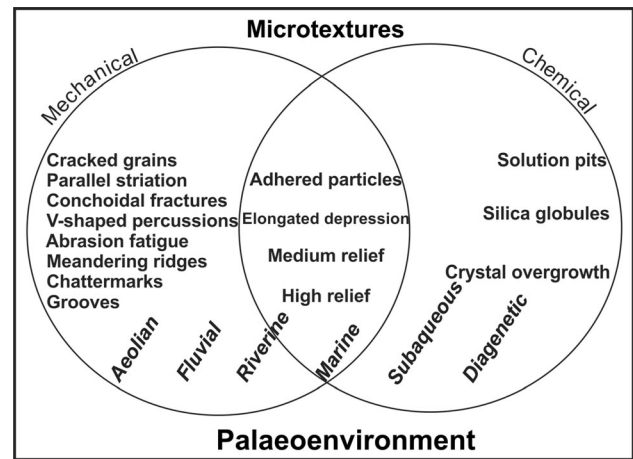 Microtextures
Mechanical
Chemical
Cracked grains
Parallel striation
Conchoidal fractures
V-shaped percussions
Abrasion fatigue
Meandering ridges
Chattermarks
Grooves
Adhered particles
Elongated depression
Medium relief
High relief
Solution pits
Silica globules
Crystal overgrowth
Aeolian
Fluvial
Riverine
Marine
Subaqueous
Diagenetic
Palaeoenvironment